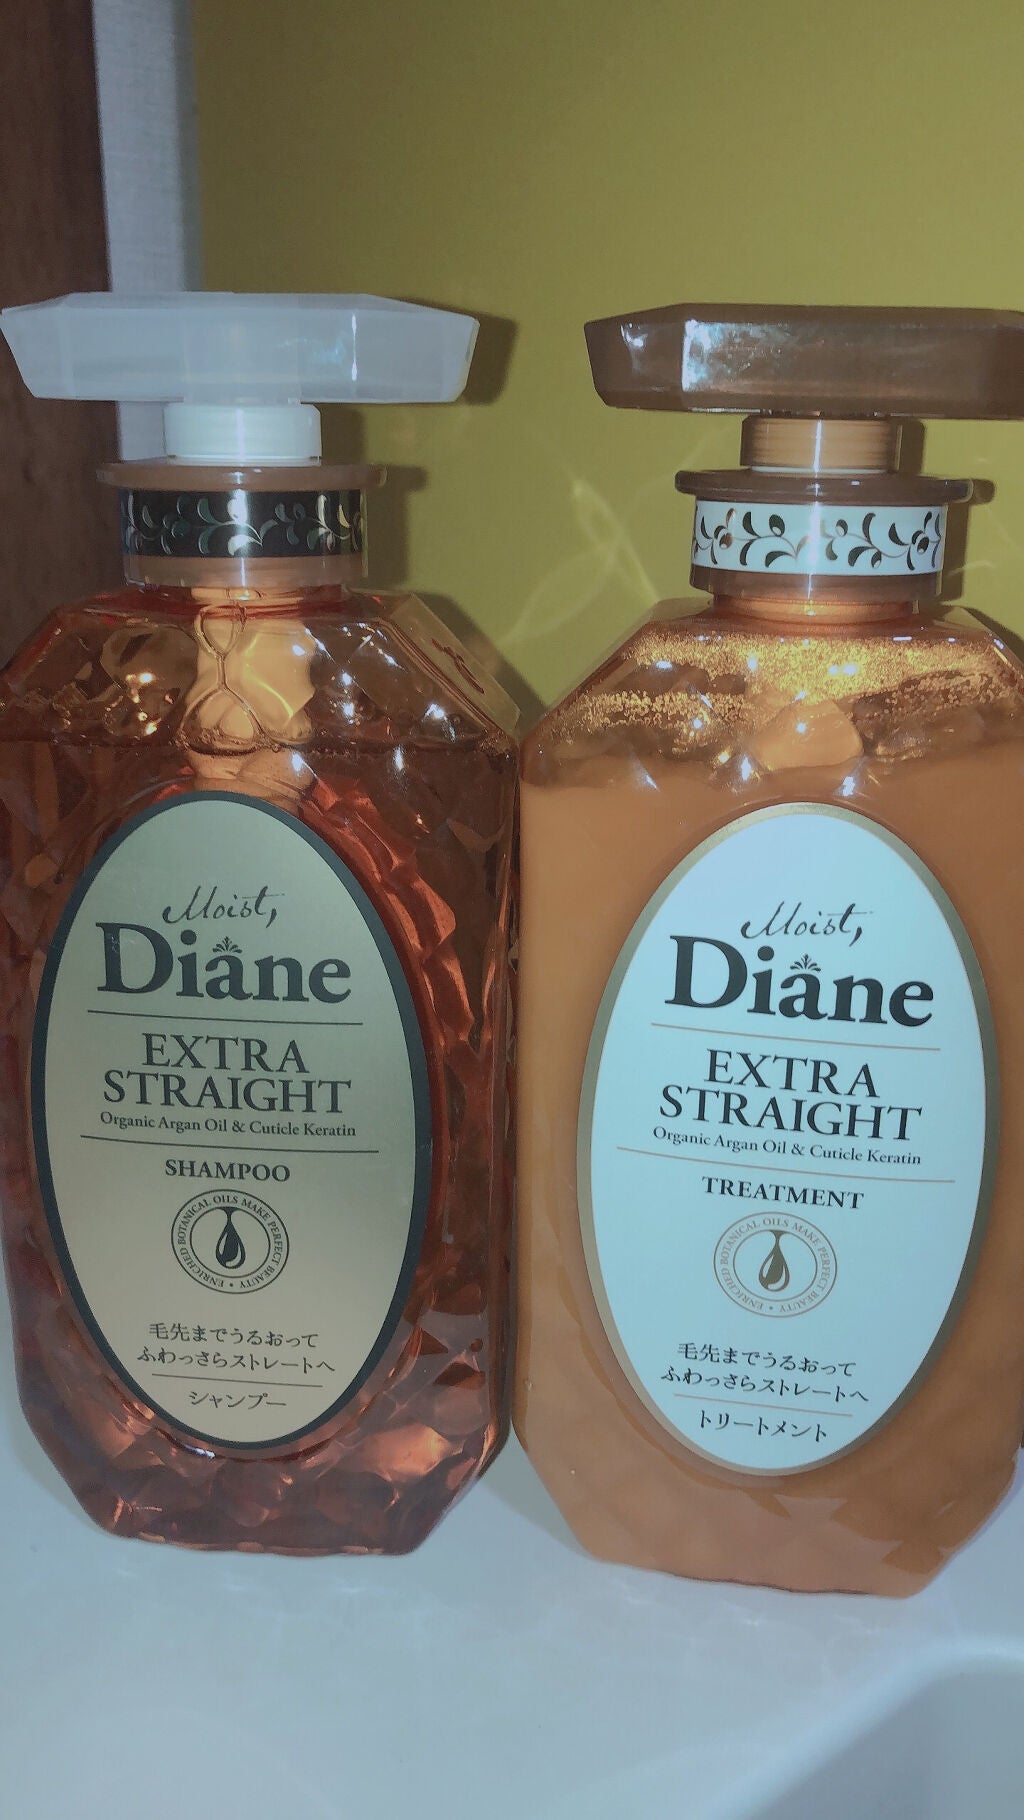 Moist,
Diane
EXTRA
STRAIGHT
Organic Argan Oil & Cuticle Keratin
SHAMPOO
ENRICHED BOTANICAL OILS MAKE PERFECT BEAUTY •
毛先までうるおって
ふわっさらストレートへ
シャンプー
Moist,
Diane
EXTRA
STRAIGHT
Organic Argan Oil & Cuticle Keratin
TREATMENT
ENRICHED BOTANICAL OILS MAKE PERFECT BEAUTY •
毛先までうるおって
ふわっさらストレートへ
トリートメント